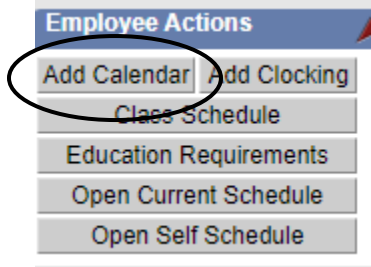 Employee Actions
Add Calendar Add Clocking
Class Schedule
Education Requirements
Open Current Schedule
Open Self Schedule